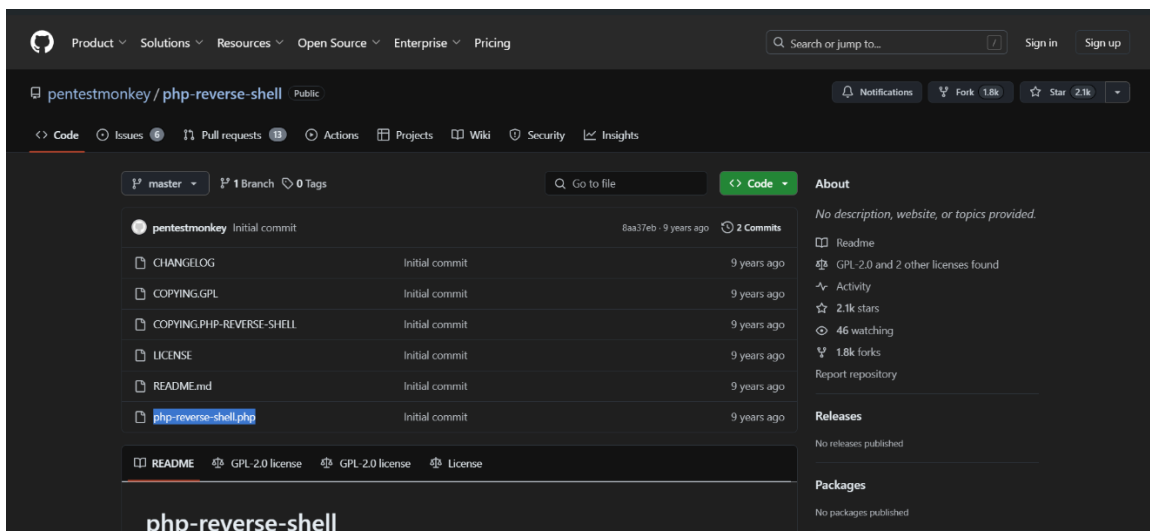 Product Solutions Resources Open Source Enterprise Pricing Search or jump to... / Sign in Sign up
pentestmonkey / php-reverse-shell Public Notifications Fork 1.8k Star 2.1k
Code Issues 6 Pull requests 13 Actions Projects Wiki Security Insights
master 1 Branch 0 Tags Go to file Code
pentestmonkey Initial commit 8aa37eb · 9 years ago 2 Commits
CHANGELOG Initial commit 9 years ago
COPYING.GPL Initial commit 9 years ago
COPYING.PHP-REVERSE-SHELL Initial commit 9 years ago
LICENSE Initial commit 9 years ago
README.md Initial commit 9 years ago
php-reverse-shell.php Initial commit 9 years ago
README GPL-2.0 license GPL-2.0 license License
php-reverse-shell
About
No description, website, or topics provided.
Readme
GPL-2.0 and 2 other licenses found
Activity
2.1k stars
46 watching
1.8k forks
Report repository
Releases
No releases published
Packages
No packages published